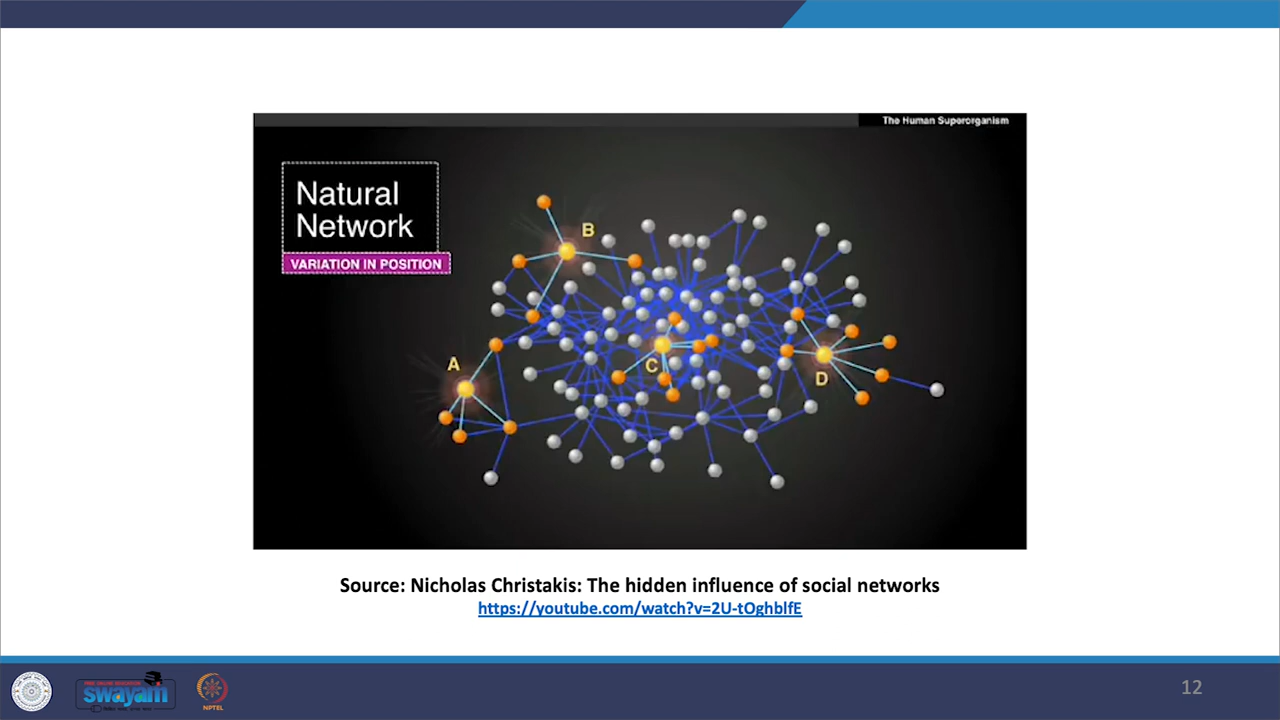 The Human Superorganism
Natural
Network
VARIATION IN POSITION
B
A
C
D
Source: Nicholas Christakis: The hidden influence of social networks
https://youtube.com/watch?v=2U-tOghblfE
swayam
NPTEL
12